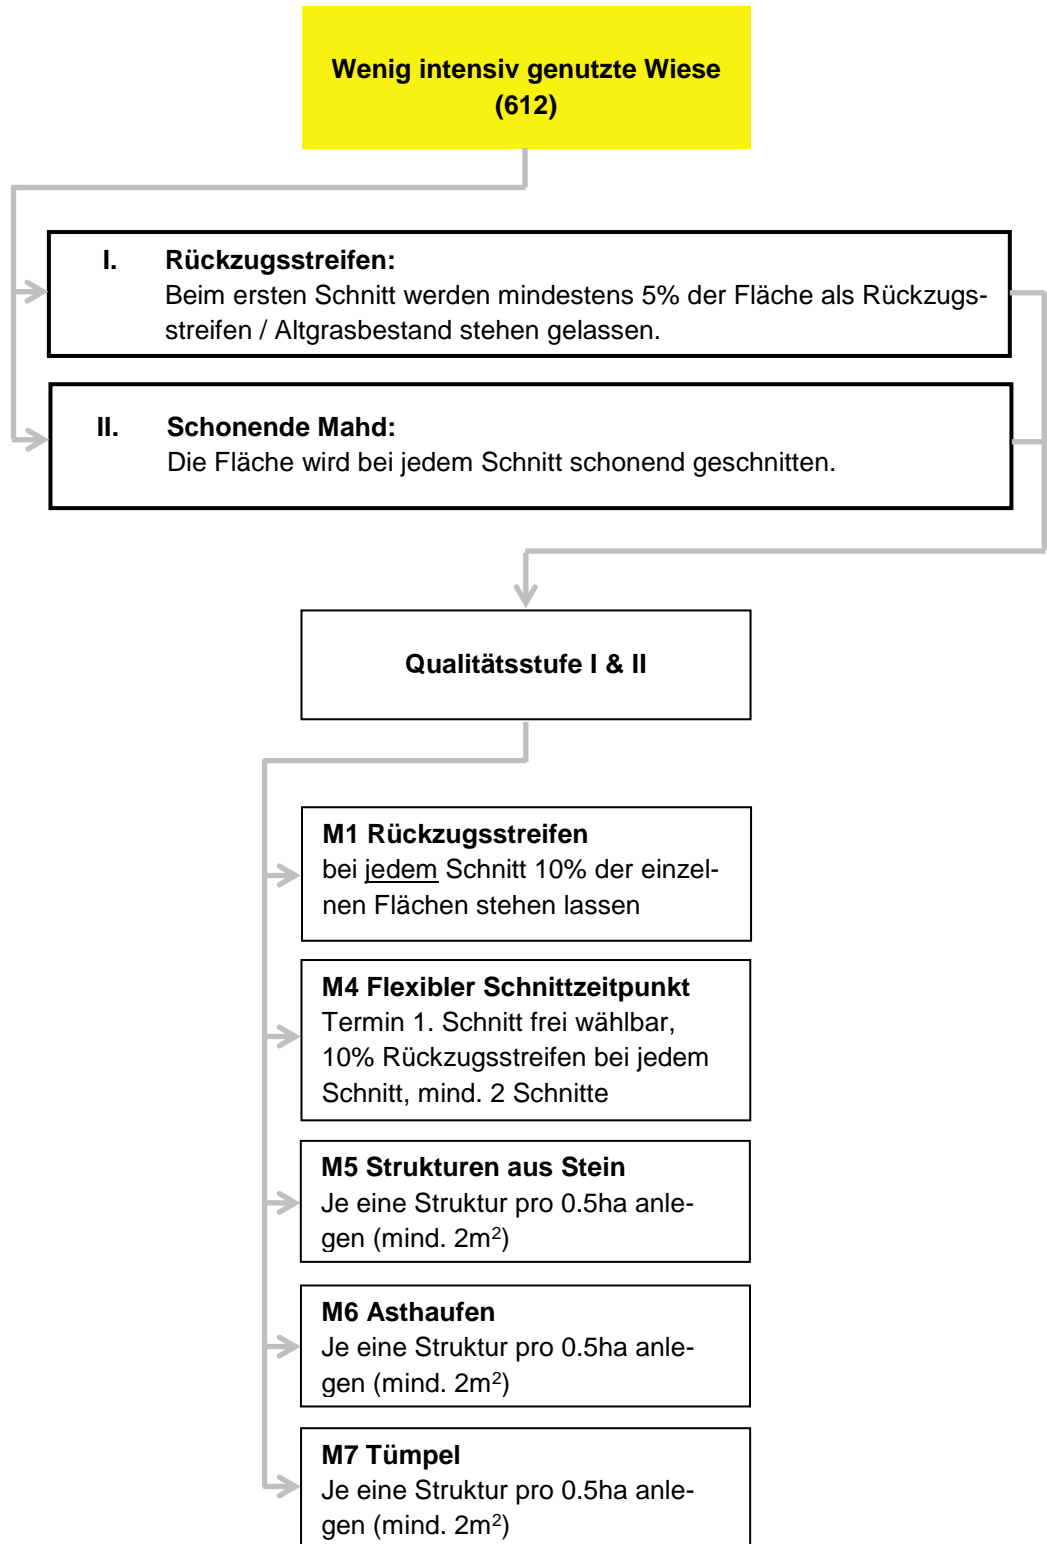 Wenig intensiv genutzte Wiese
(612)
I. Rückzugsstreifen:
Beim ersten Schnitt werden mindestens 5% der Fläche als Rückzugs-
streifen / Altgrasbestand stehen gelassen.
II. Schonende Mahd:
Die Fläche wird bei jedem Schnitt schonend geschnitten.
Qualitätsstufe I & II
M1 Rückzugsstreifen
bei jedem Schnitt 10% der einzel-
nen Flächen stehen lassen
M4 Flexibler Schnittzeitpunkt
Termin 1. Schnitt frei wählbar,
10% Rückzugsstreifen bei jedem
Schnitt, mind. 2 Schnitte
M5 Strukturen aus Stein
Je eine Struktur pro 0.5ha anle-
gen (mind. 2m²)
M6 Asthaufen
Je eine Struktur pro 0.5ha anle-
gen (mind. 2m²)
M7 Tümpel
Je eine Struktur pro 0.5ha anle-
gen (mind. 2m²)